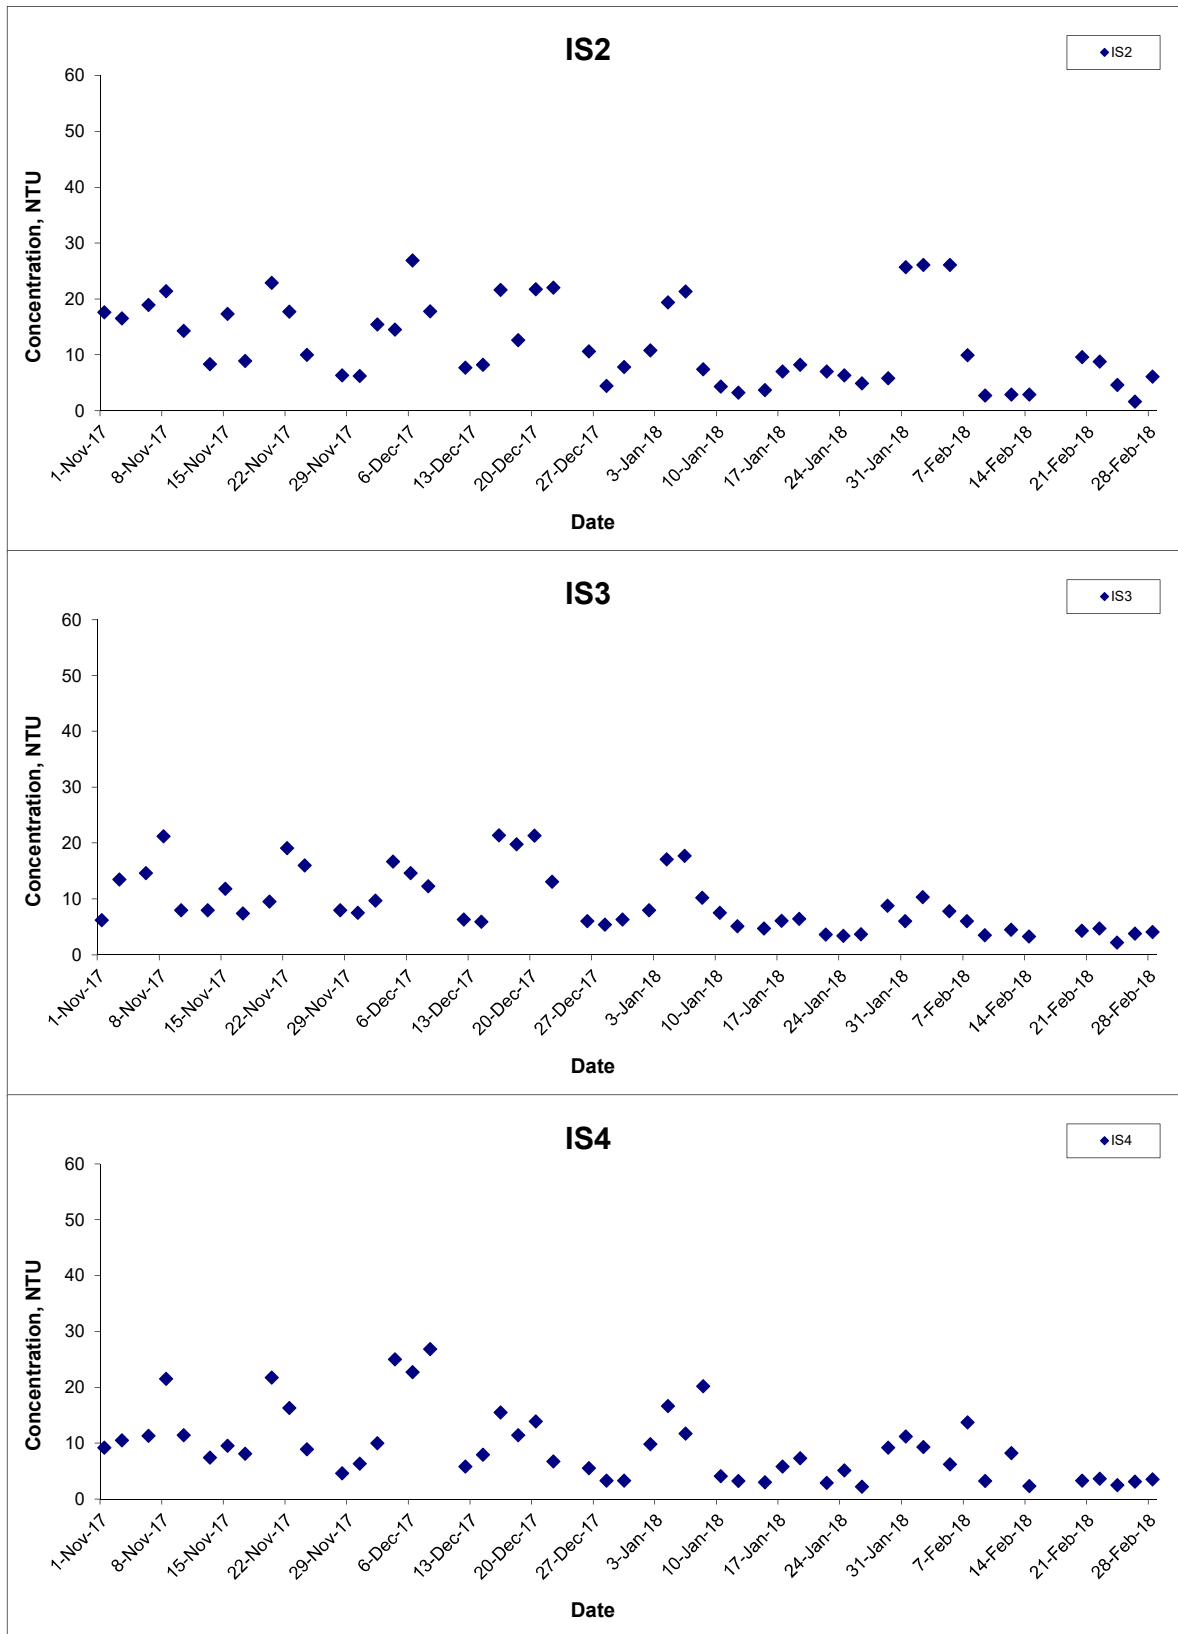 IS2
IS2
60
50
40
30
20
10
0
Concentration, NTU
1-Nov-17
8-Nov-17
15-Nov-17
22-Nov-17
29-Nov-17
6-Dec-17
13-Dec-17
20-Dec-17
27-Dec-17
3-Jan-18
10-Jan-18
17-Jan-18
24-Jan-18
31-Jan-18
7-Feb-18
14-Feb-18
21-Feb-18
28-Feb-18
Date
IS3
IS3
60
50
40
30
20
10
0
Concentration, NTU
1-Nov-17
8-Nov-17
15-Nov-17
22-Nov-17
29-Nov-17
6-Dec-17
13-Dec-17
20-Dec-17
27-Dec-17
3-Jan-18
10-Jan-18
17-Jan-18
24-Jan-18
31-Jan-18
7-Feb-18
14-Feb-18
21-Feb-18
28-Feb-18
Date
IS4
IS4
60
50
40
30
20
10
0
Concentration, NTU
1-Nov-17
8-Nov-17
15-Nov-17
22-Nov-17
29-Nov-17
6-Dec-17
13-Dec-17
20-Dec-17
27-Dec-17
3-Jan-18
10-Jan-18
17-Jan-18
24-Jan-18
31-Jan-18
7-Feb-18
14-Feb-18
21-Feb-18
28-Feb-18
Date